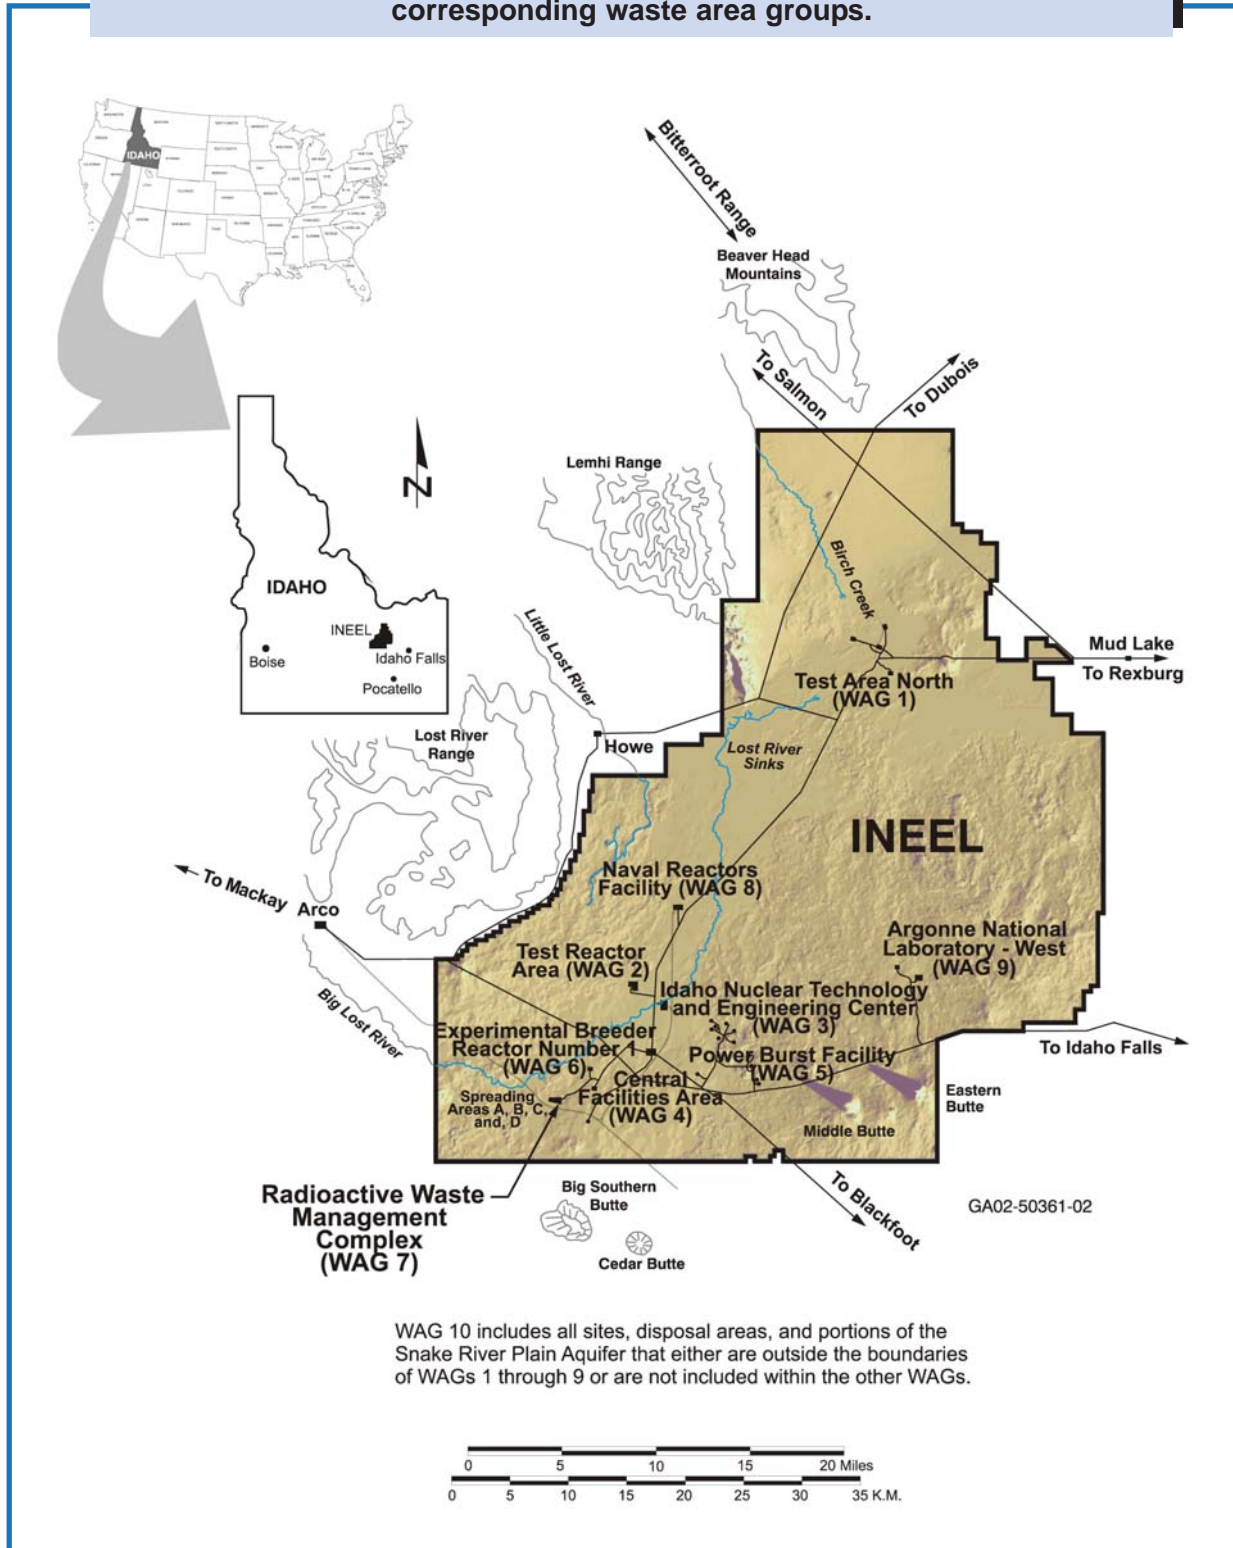 corresponding waste area groups.
IDAHO
Bitterroot Range
Beaver Head
Mountains
To Salmon
To Dubois
N
Lemhi Range
Birch Creek
IDAHO
INEEL
Boise
Idaho Falls
Pocatello
Little Lost River
Mud Lake
To Rexburg
Test Area North
(WAG 1)
Lost River
Range
Howe
Lost River
Sinks
INEEL
Naval Reactors
Facility (WAG 8)
To Mackay
Arco
Argonne National
Laboratory - West
(WAG 9)
Test Reactor
Area (WAG 2)
Idaho Nuclear Technology
and Engineering Center
(WAG 3)
Big Lost River
Experimental Breeder
Reactor Number 1
(WAG 6)
Power Burst Facility
(WAG 5)
To Idaho Falls
Central
Facilities Area
(WAG 4)
Spreading
Areas A, B, C,
and, D
Eastern
Butte
Middle Butte
Radioactive Waste
Management
Complex
(WAG 7)
Big Southern
Butte
Cedar Butte
To Blackfoot
GA02-50361-02
WAG 10 includes all sites, disposal areas, and portions of the
Snake River Plain Aquifer that either are outside the boundaries
of WAGs 1 through 9 or are not included within the other WAGs.
0 5 10 15 20 Miles
0 5 10 15 20 25 30 35 K.M.